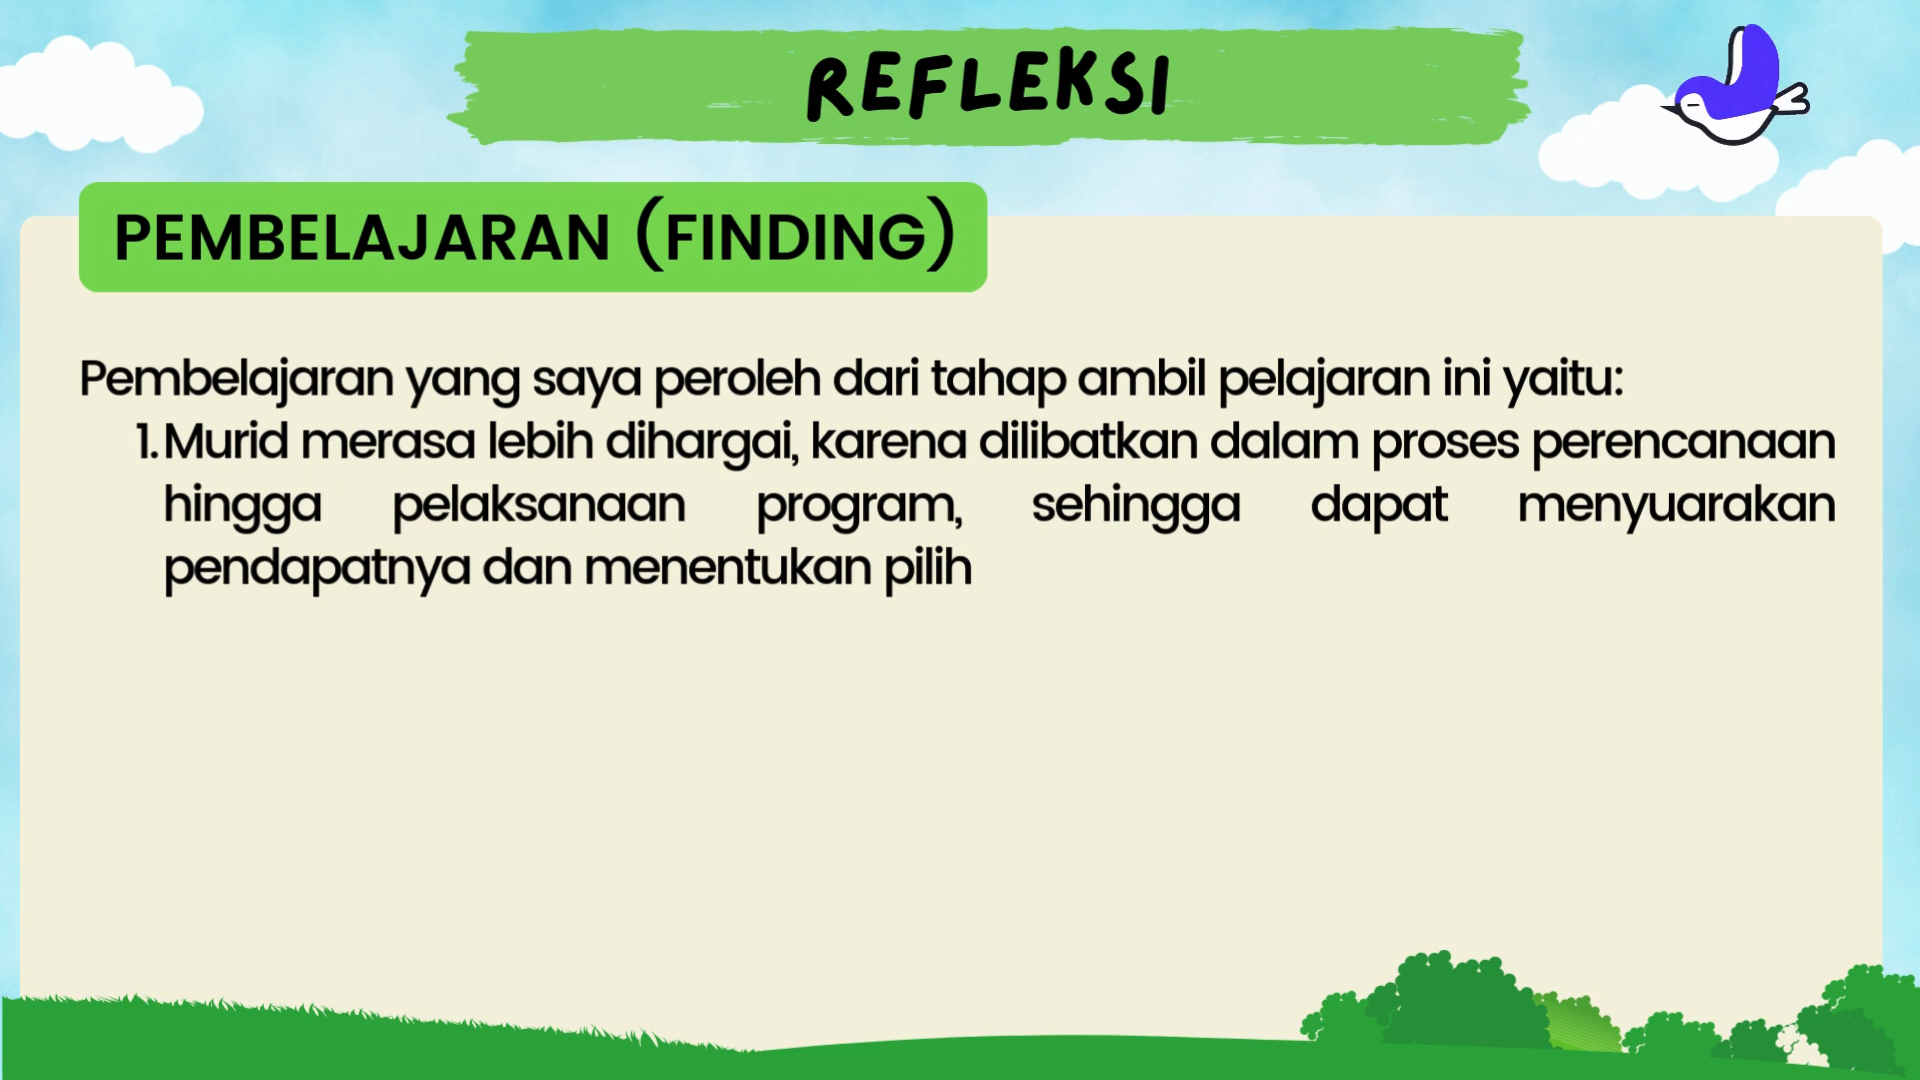 REFLEKSI
PEMBELAJARAN (FINDING)
Pembelajaran yang saya peroleh dari tahap ambil pelajaran ini yaitu:
1. Murid merasa lebih dihargai, karena dilibatkan dalam proses perencanaan
hingga pelaksanaan program, sehingga dapat menyuarakan
pendapatnya dan menentukan pilih